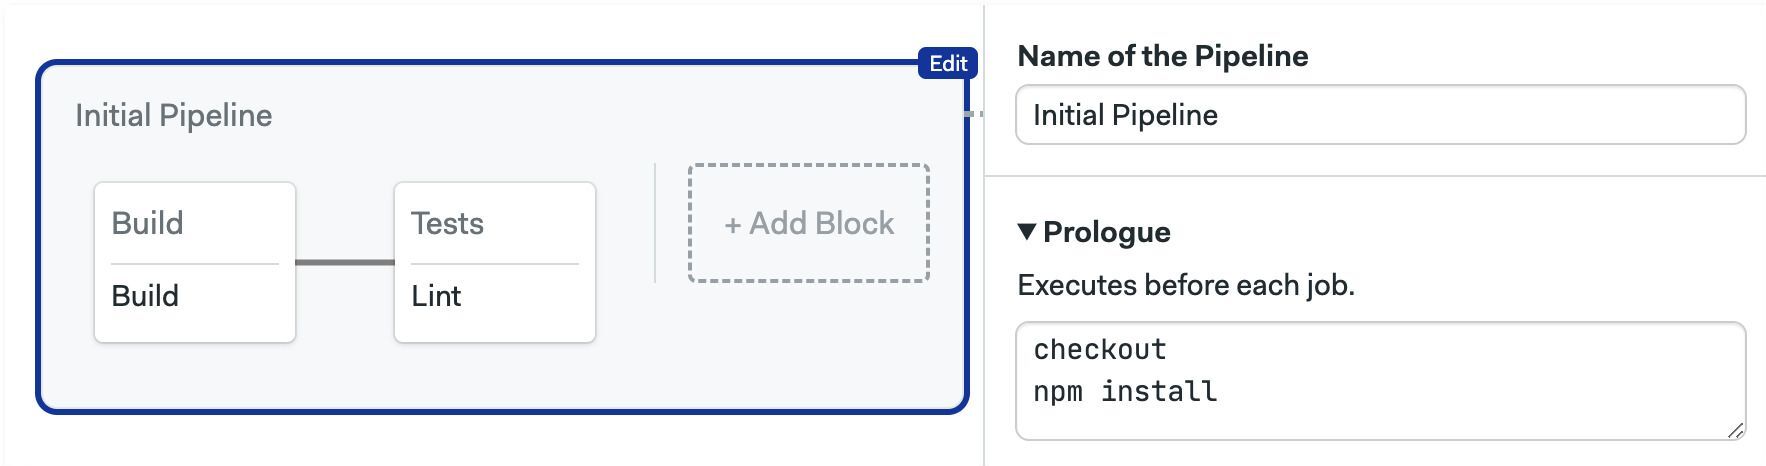 Edit
Initial Pipeline
Build
Build
Tests
Lint
+ Add Block
Name of the Pipeline
Initial Pipeline
▼ Prologue
Executes before each job.
checkout
npm install